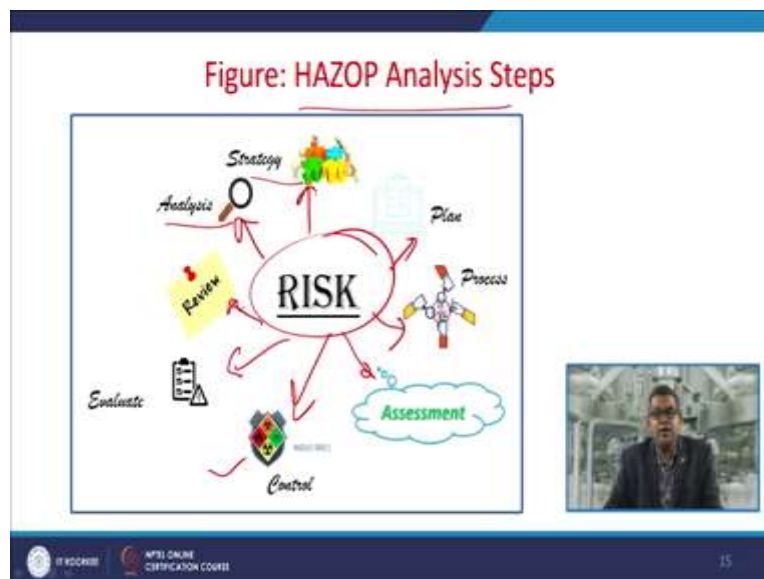 Figure: HAZOP Analysis Steps
Strategy
Analysis
Plan
RISK
Process
Review
Evaluate
Assessment
Control
IIT ROORKEE
NPTEL ONLINE
CERTIFICATION COURSE
15